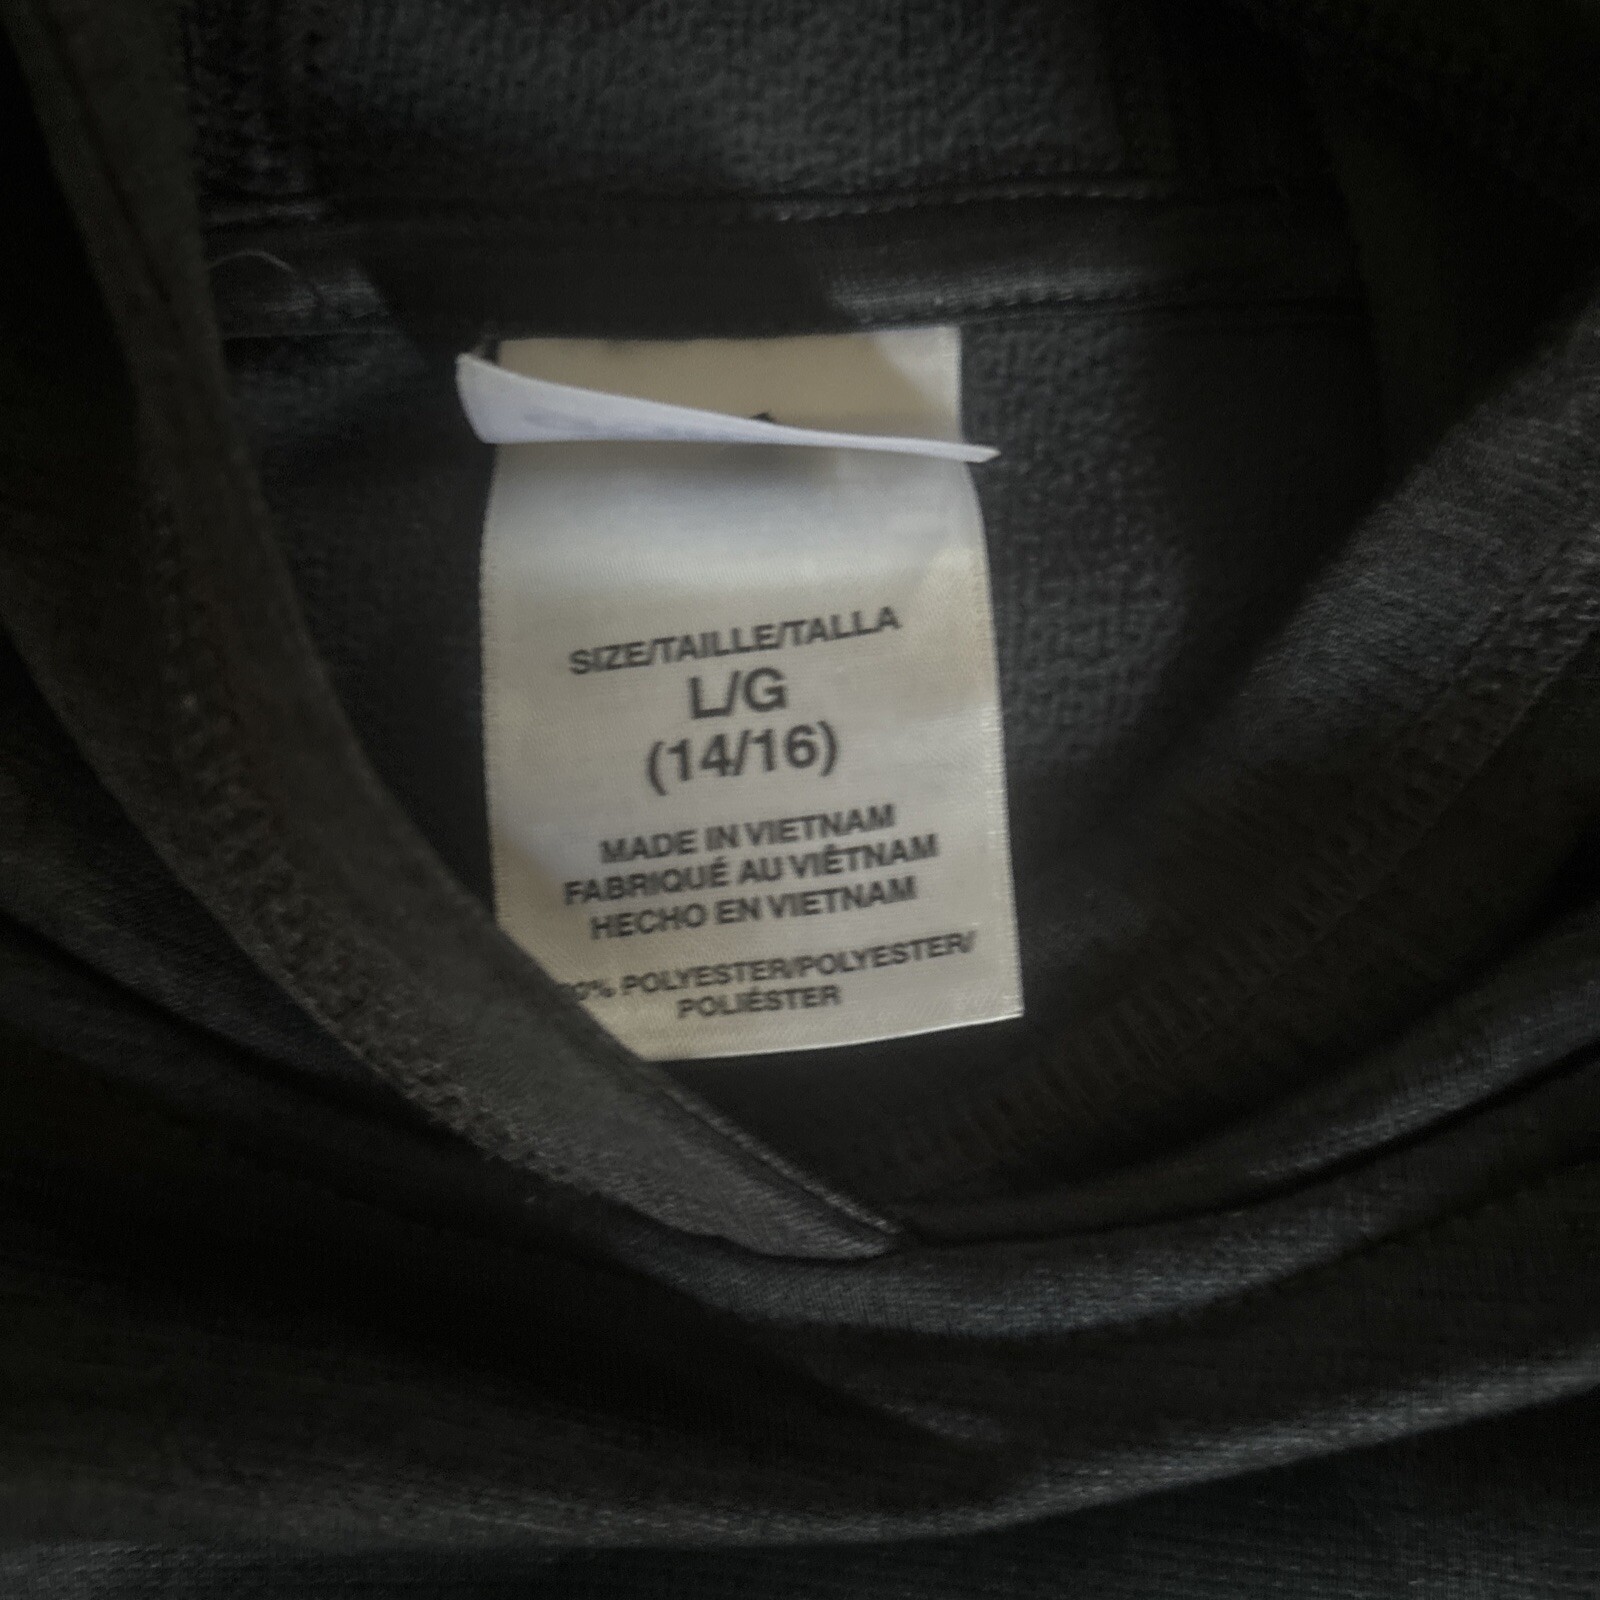 SIZE/TAILLE/TALLA
L/G
(14/16)
MADE IN VIETNAM
FABRIQUÉ AU VIÊTNAM
HECHO EN VIETNAM
POLYESTER/POLYESTER/
POLIÉSTER